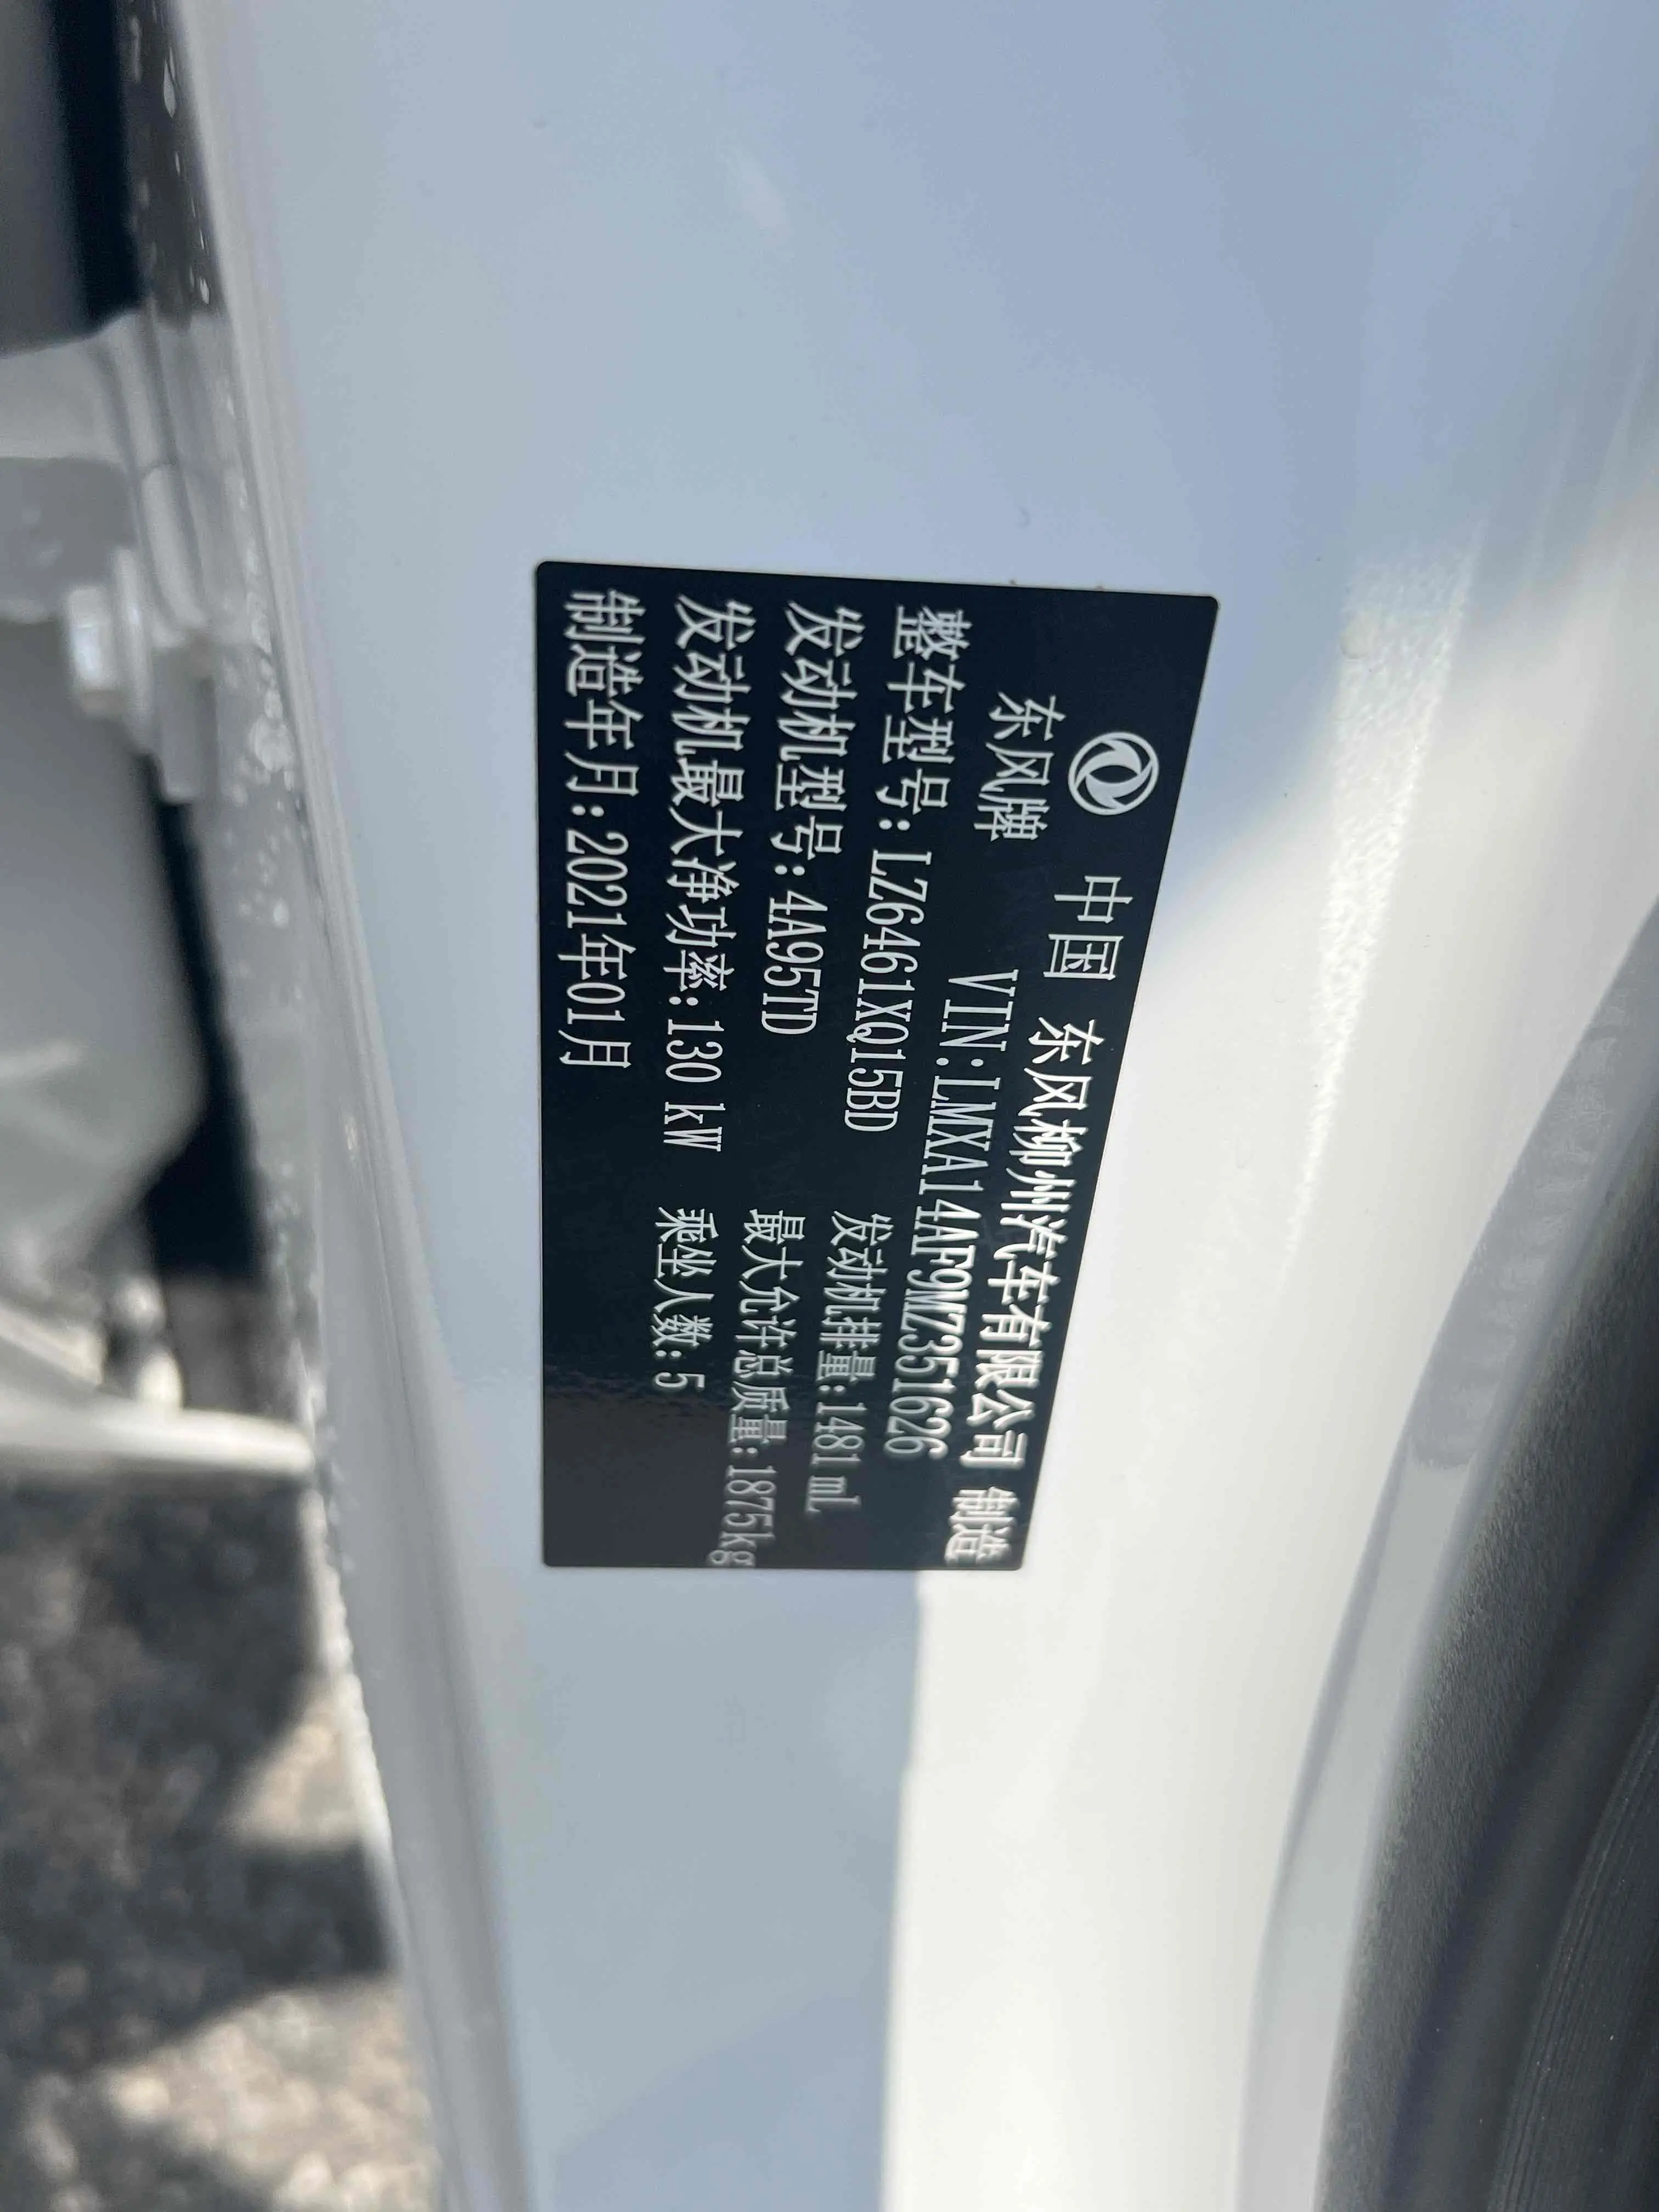 中国 东风柳州汽车有限公司 制造
东风牌 VIN:LMXA14AF9MZ351626
整车型号:LZ6461XQ15BD 发动机排量:1481 mL
发动机型号:4A95TD 最大允许总质量:1875kg
发动机最大净功率:130 kW 乘坐人数:5
制造年月:2021年01月